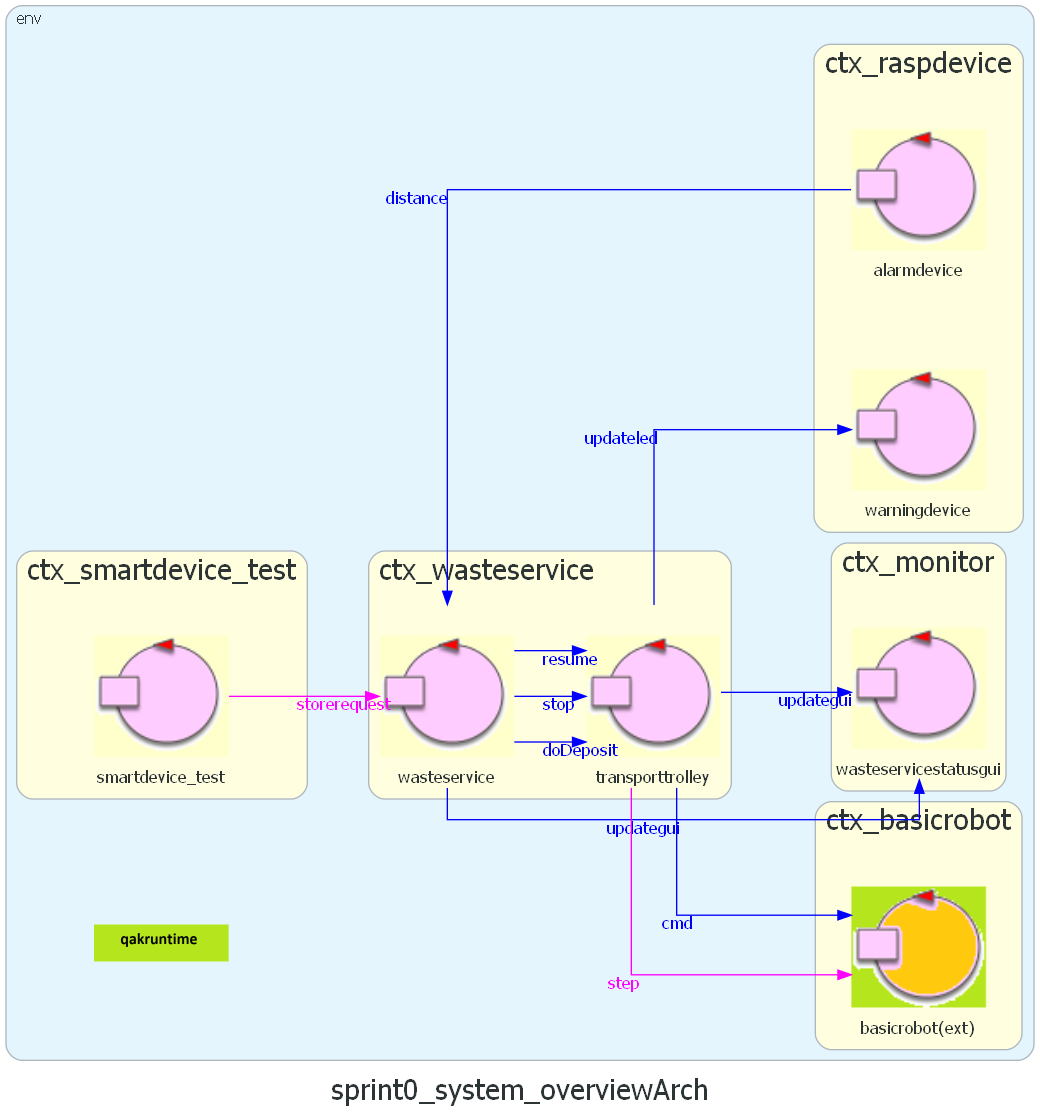 env
ctx_raspdevice
alarmdevice
distance
updateled
warningdevice
ctx_smartdevice_test
smartdevice_test
storerequest
ctx_wasteservice
wasteservice
resume
stop
doDeposit
transporttrolley
updategui
ctx_monitor
wasteservicestatusgui
updategui
ctx_basicrobot
cmd
step
basicrobot(ext)
qakruntime
sprint0_system_overviewArch